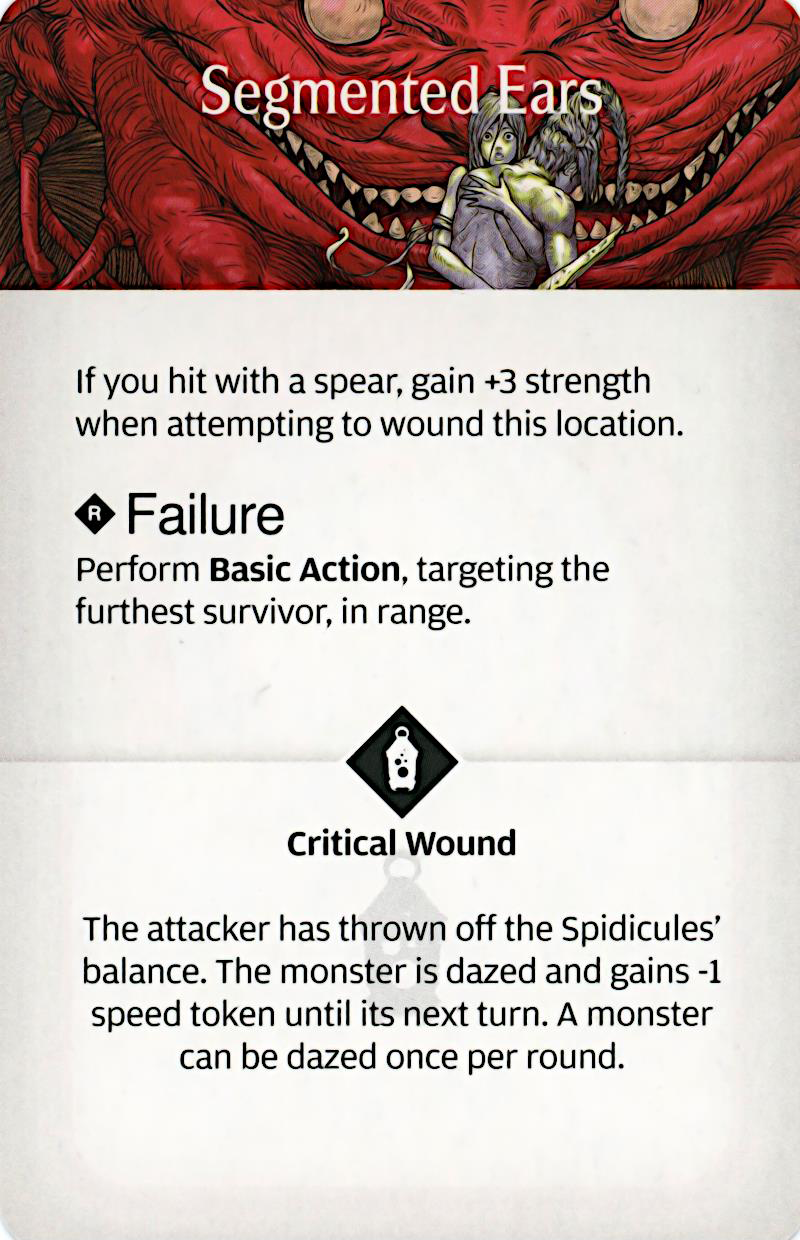 Segmented Ears
If you hit with a spear, gain +3 strength
when attempting to wound this location.
R Failure
Perform Basic Action, targeting the
furthest survivor, in range.
Critical Wound
The attacker has thrown off the Spidicules’
balance. The monster is dazed and gains -1
speed token until its next turn. A monster
can be dazed once per round.